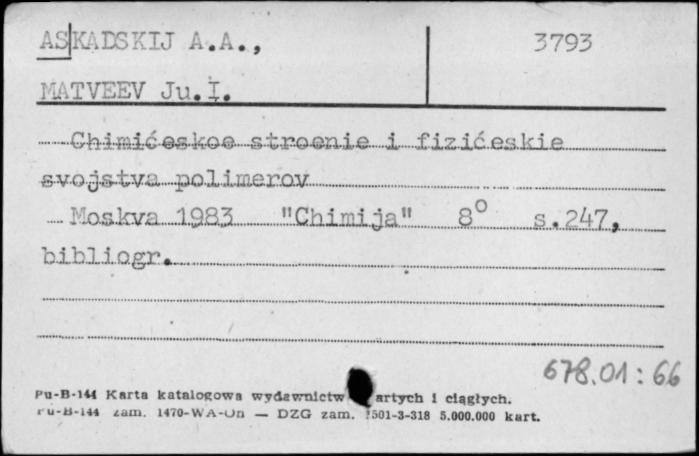 ASKADSKIJ A.A., 3793
MATVEEV Ju.I.
Chimićeskoe stroenie i fizićeskie
svojstva polimerov
Moskva 1983 "Chimija" 8° s.247,
bibliogr.
678.01:66
Pu-B-144 Karta katalogowa wydawnictw artych i ciągłych.
Pu-B-144 zam. 1470-WA-Un — DZG zam. 501-3-318 5.000.000 kart.